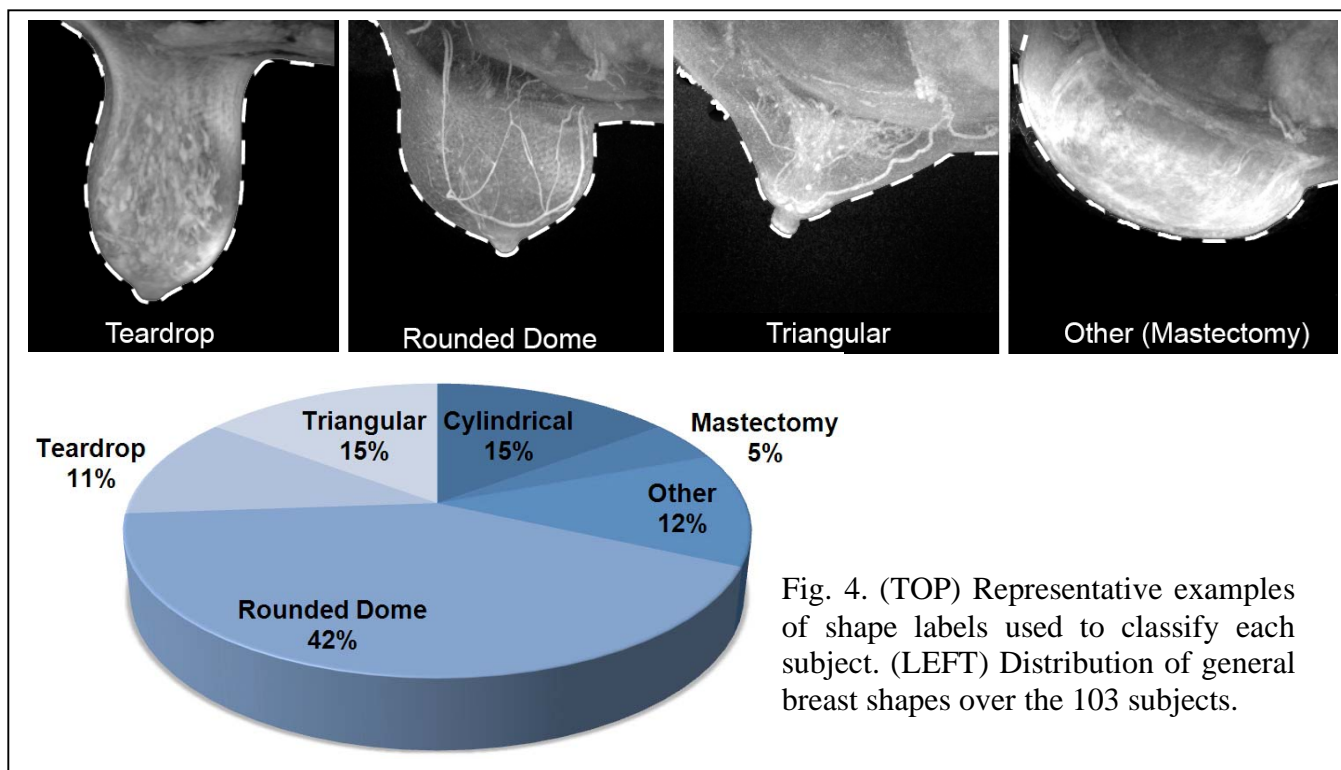 Teardrop
Rounded Dome
Triangular
Other (Mastectomy)
Triangular
15%
Cylindrical
15%
Mastectomy
5%
Teardrop
11%
Other
12%
Rounded Dome
42%
Fig. 4. (TOP) Representative examples
of shape labels used to classify each
subject. (LEFT) Distribution of general
breast shapes over the 103 subjects.